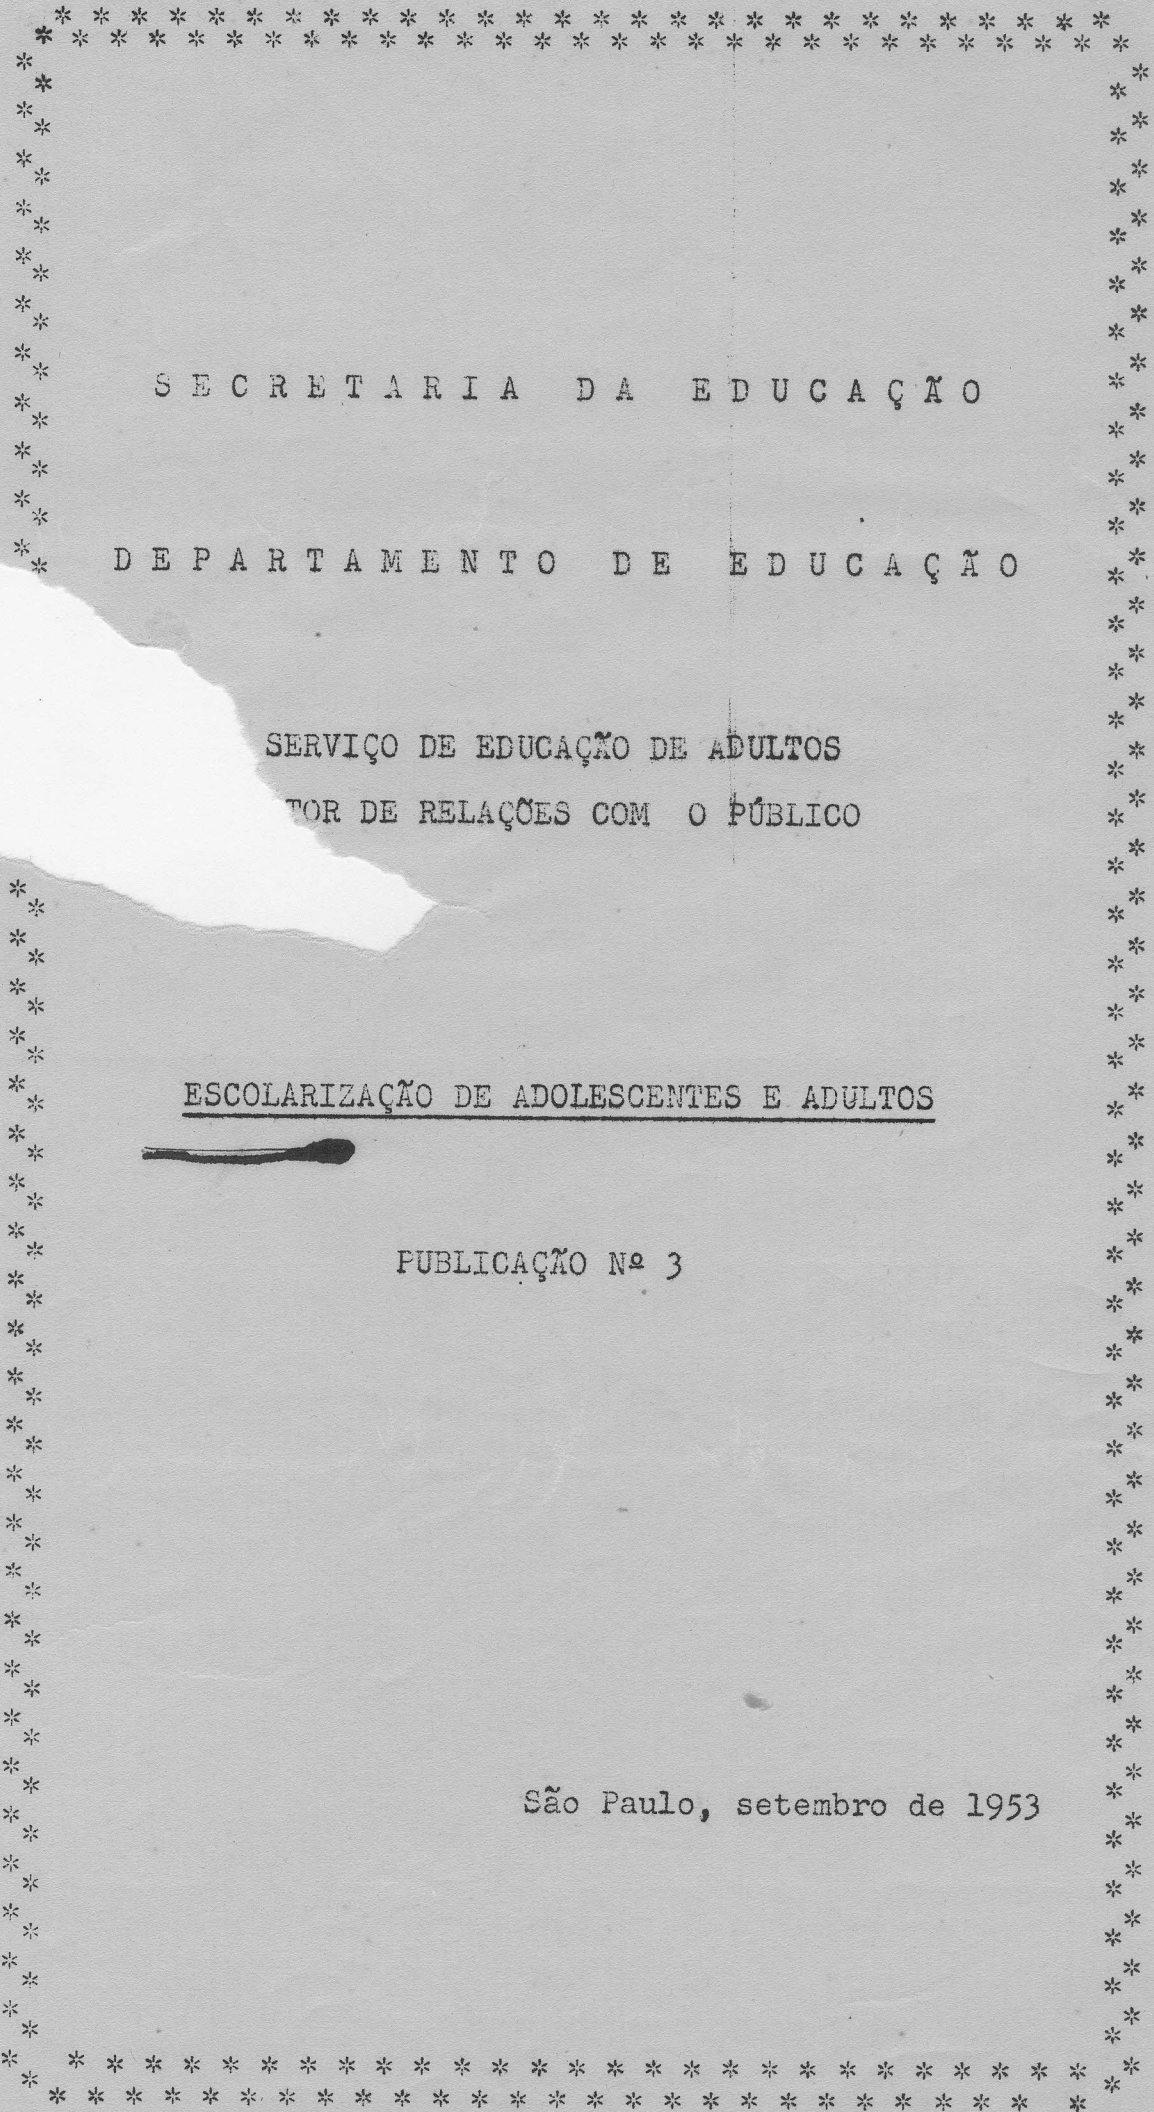 SECRETARIA DA EDUCAÇÃO
DEPARTAMENTO DE EDUCAÇÃO
SERVIÇO DE EDUCAÇÃO DE ADULTOS
TOR DE RELAÇÕES COM O PÚBLICO
ESCOLARIZAÇÃO DE ADOLESCENTES E ADULTOS
PUBLICAÇÃO Nº 3
São Paulo, setembro de 1953